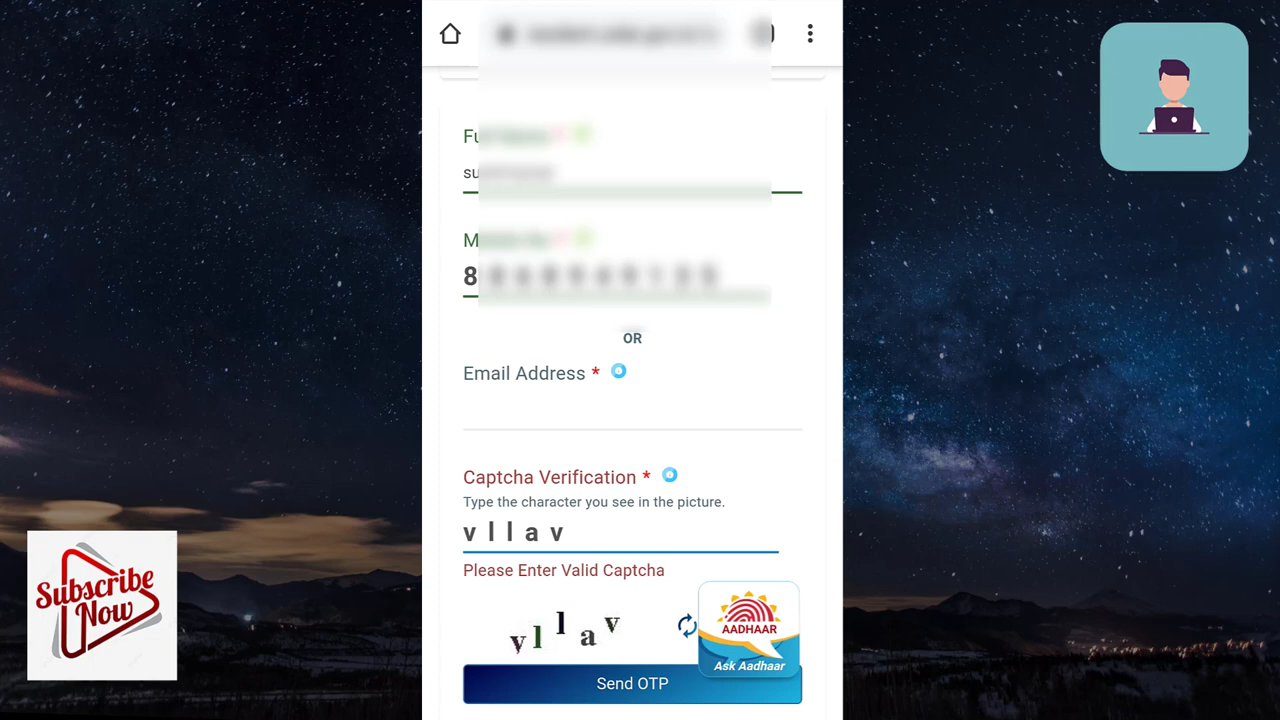 Email Address *
OR
Captcha Verification *
Type the character you see in the picture.
v l l a v
Please Enter Valid Captcha
v l l a v
AADHAAR
Ask Aadhaar
Send OTP
Subscribe
Now